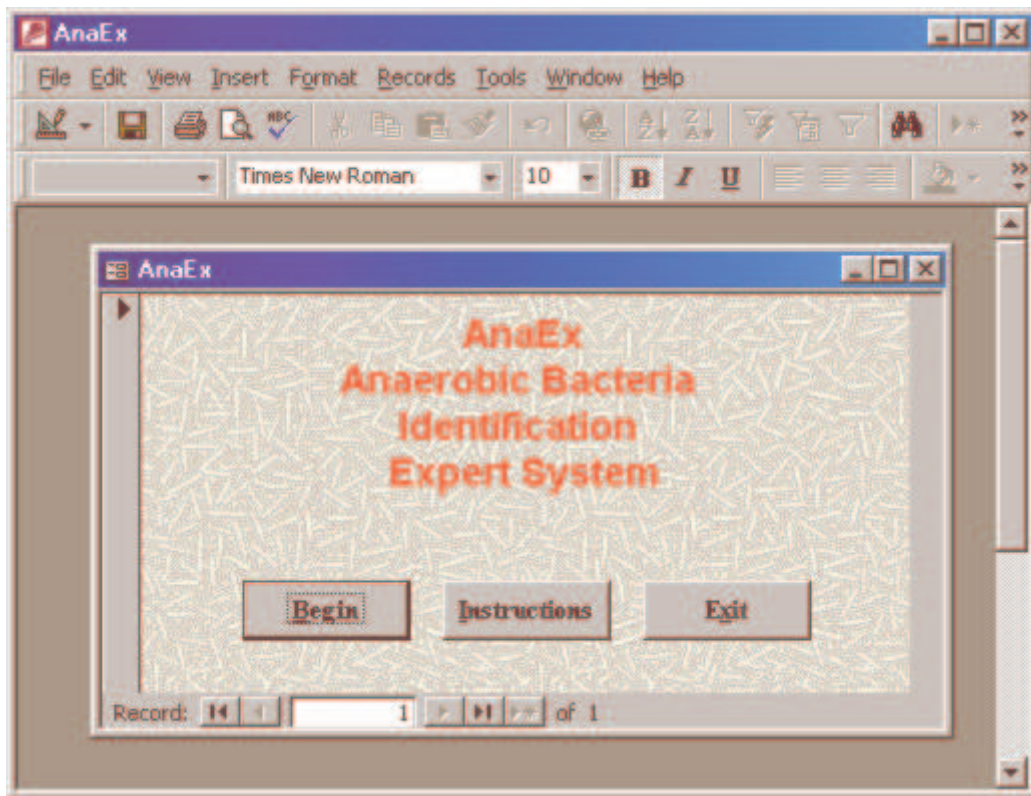 AnaEx
File Edit View Insert Format Records Tools Window Help
ABC A Z Z A
Times New Roman 10 B I U
AnaEx
AnaEx
Anaerobic Bacteria
Identification
Expert System
Begin Instructions Exit
Record: 1 of 1